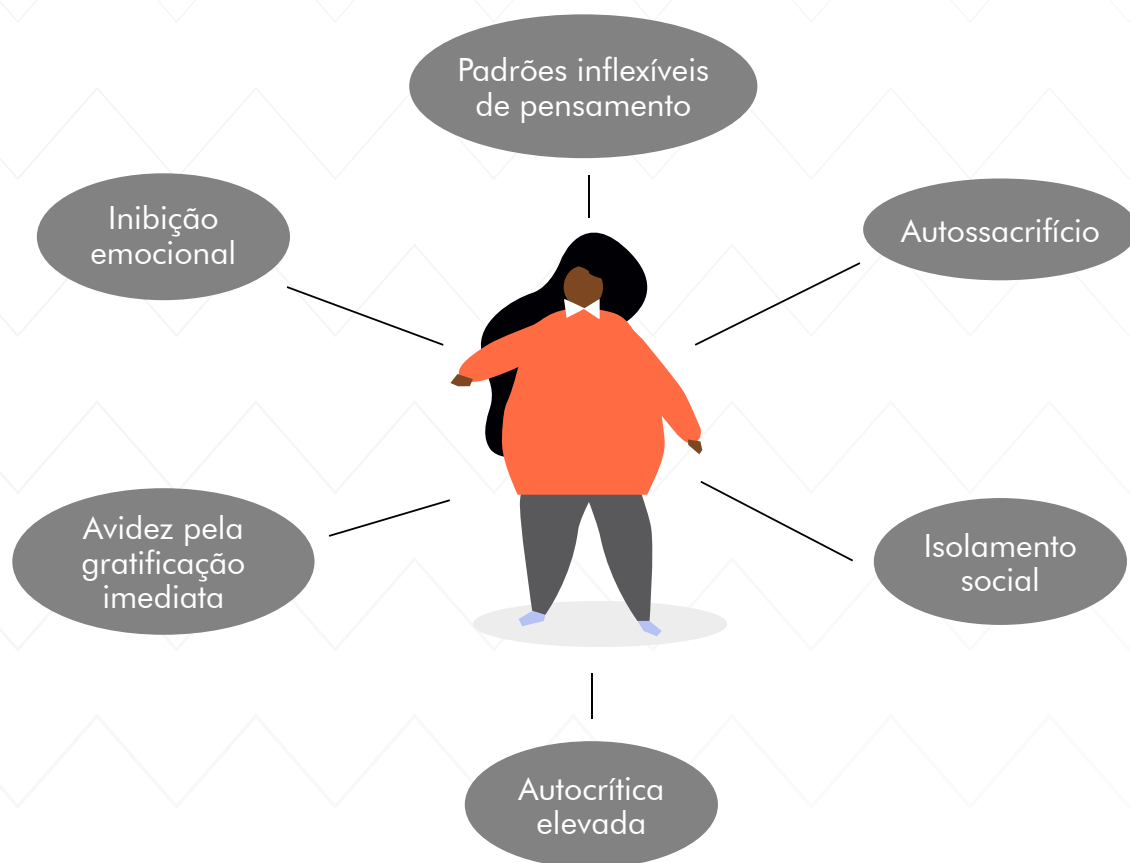 Padrões inflexíveis
de pensamento
Inibição
emocional
Autossacrifício
Avidez pela
gratificação
imediata
Isolamento
social
Autocrítica
elevada